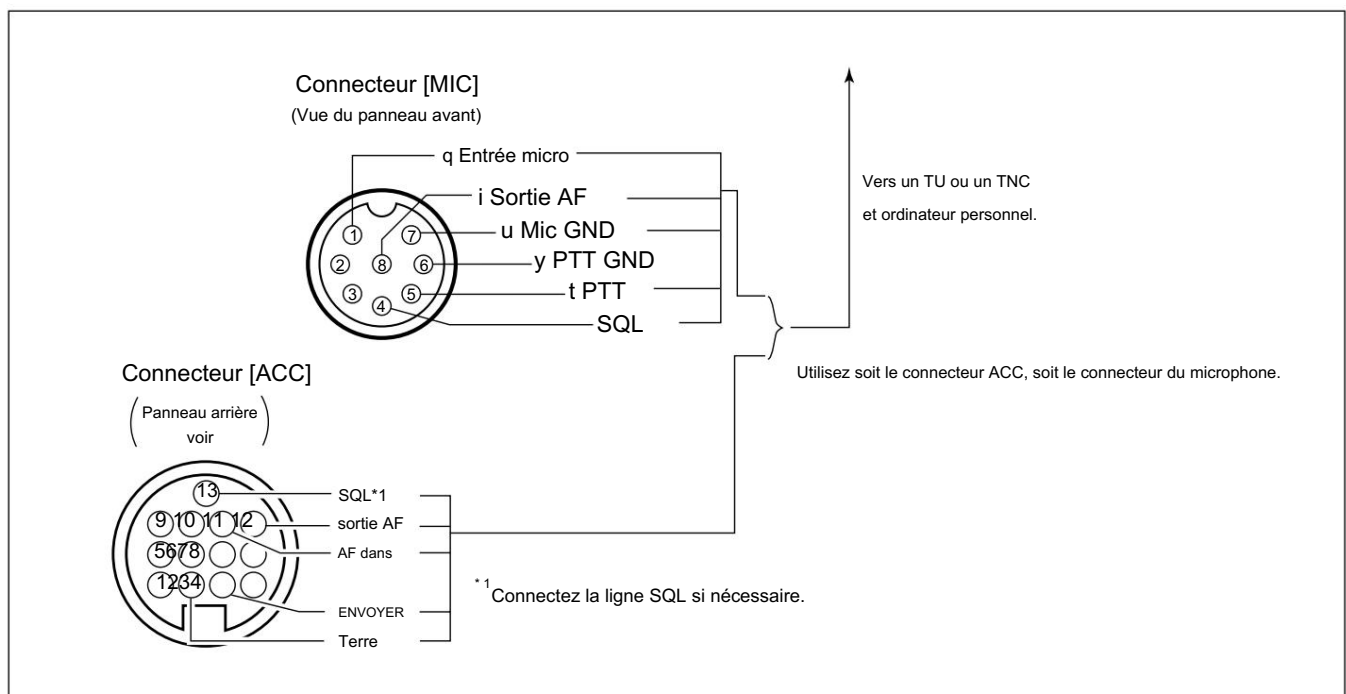 Connecteur [MIC]
(Vue du panneau avant)
q Entrée micro
i Sortie AF
u Mic GND
y PTT GND
t PTT
SQL
1
7
2
8
6
3
5
4
Vers un TU ou un TNC
et ordinateur personnel.
Utilisez soit le connecteur ACC, soit le connecteur du microphone.
Connecteur [ACC]
(Panneau arrière
voir)
13
9 10 11 12
5678
1234
SQL*1
sortie AF
AF dans
ENVOYER
Terre
*1 Connectez la ligne SQL si nécessaire.